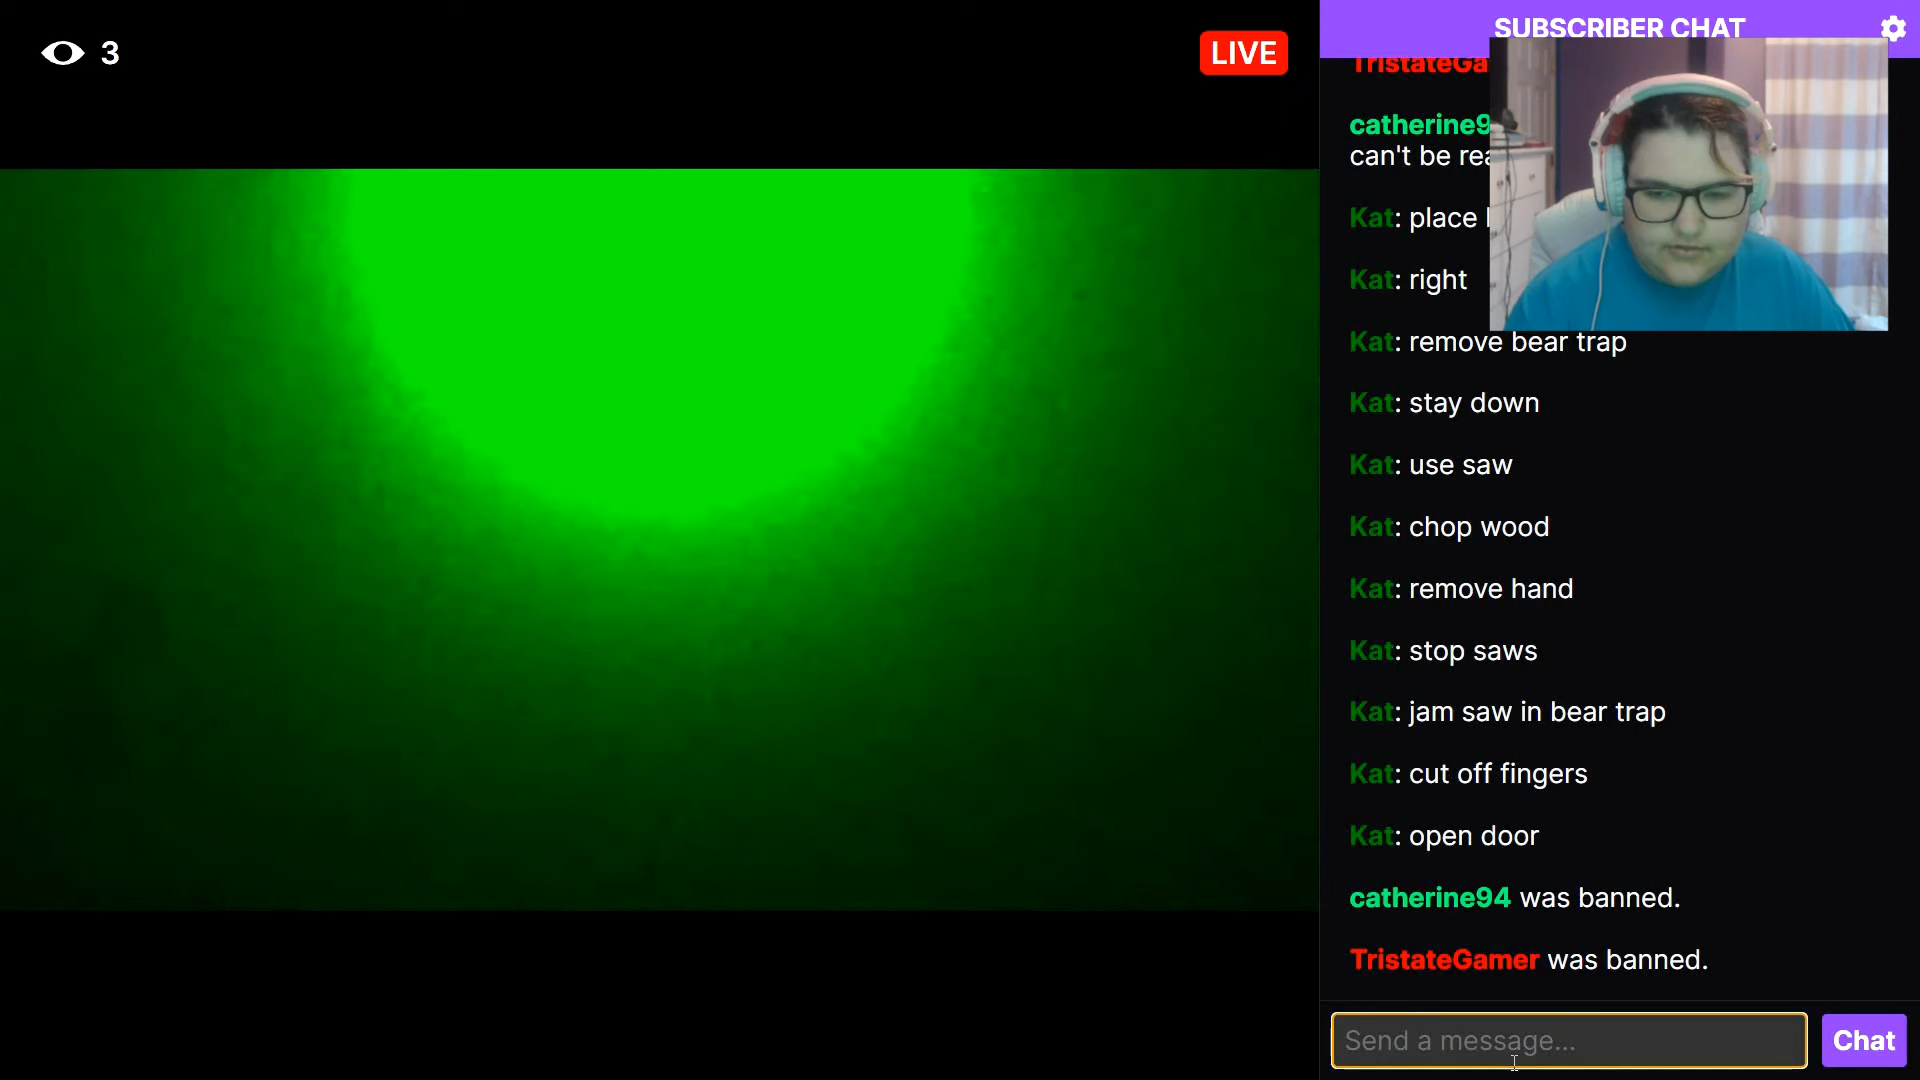 3
LIVE
SUBSCRIBER CHAT
catherine9
can't be
Kat: place
Kat: right
Kat: remove bear trap
Kat: stay down
Kat: use saw
Kat: chop wood
Kat: remove hand
Kat: stop saws
Kat: jam saw in bear trap
Kat: cut off fingers
Kat: open door
catherine94 was banned.
TristateGamer was banned.
Send a message...
Chat